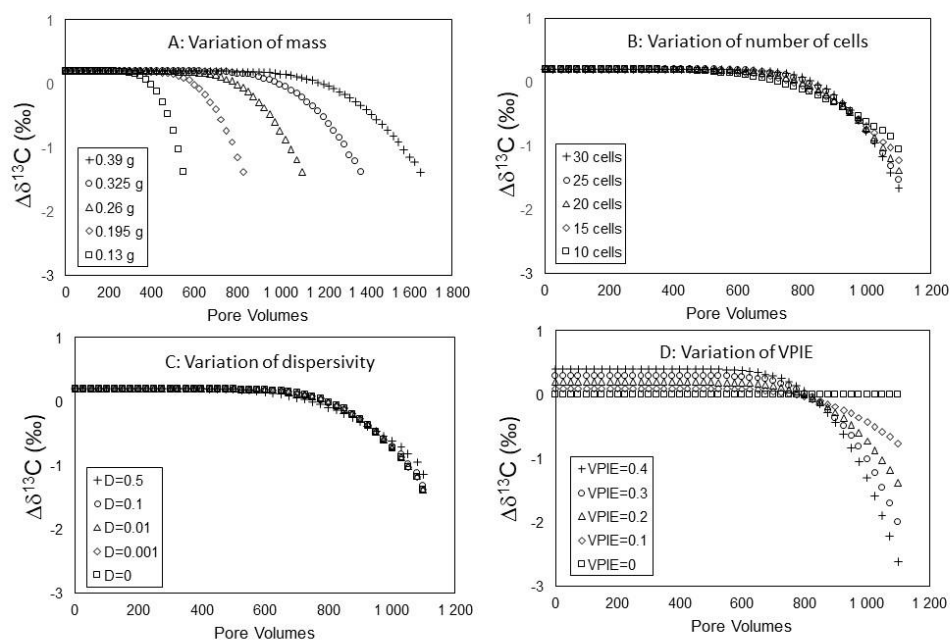 A: Variation of mass
Δδ¹³C (‰)
1
0
-1
-2
-3
+0.39 g
○0.325 g
△0.26 g
◇0.195 g
□0.13 g
0 200 400 600 800 1 000 1 200 1 400 1 600 1 800
Pore Volumes
B: Variation of number of cells
Δδ¹³C (‰)
1
0
-1
-2
-3
+30 cells
○25 cells
△20 cells
◇15 cells
□10 cells
0 200 400 600 800 1 000 1 200
Pore Volumes
C: Variation of dispersivity
Δδ¹³C (‰)
1
0
-1
-2
-3
+D=0.5
○D=0.1
△D=0.01
◇D=0.001
□D=0
0 200 400 600 800 1 000 1 200
Pore Volumes
D: Variation of VPIE
Δδ¹³C (‰)
1
0
-1
-2
-3
+VPIE=0.4
○VPIE=0.3
△VPIE=0.2
◇VPIE=0.1
□VPIE=0
0 200 400 600 800 1 000 1 200
Pore Volumes